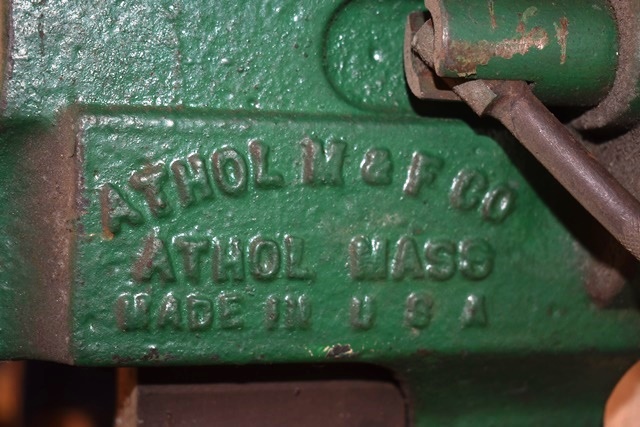 ATHOL M & F CO
ATHOL MASS
MADE IN U S A